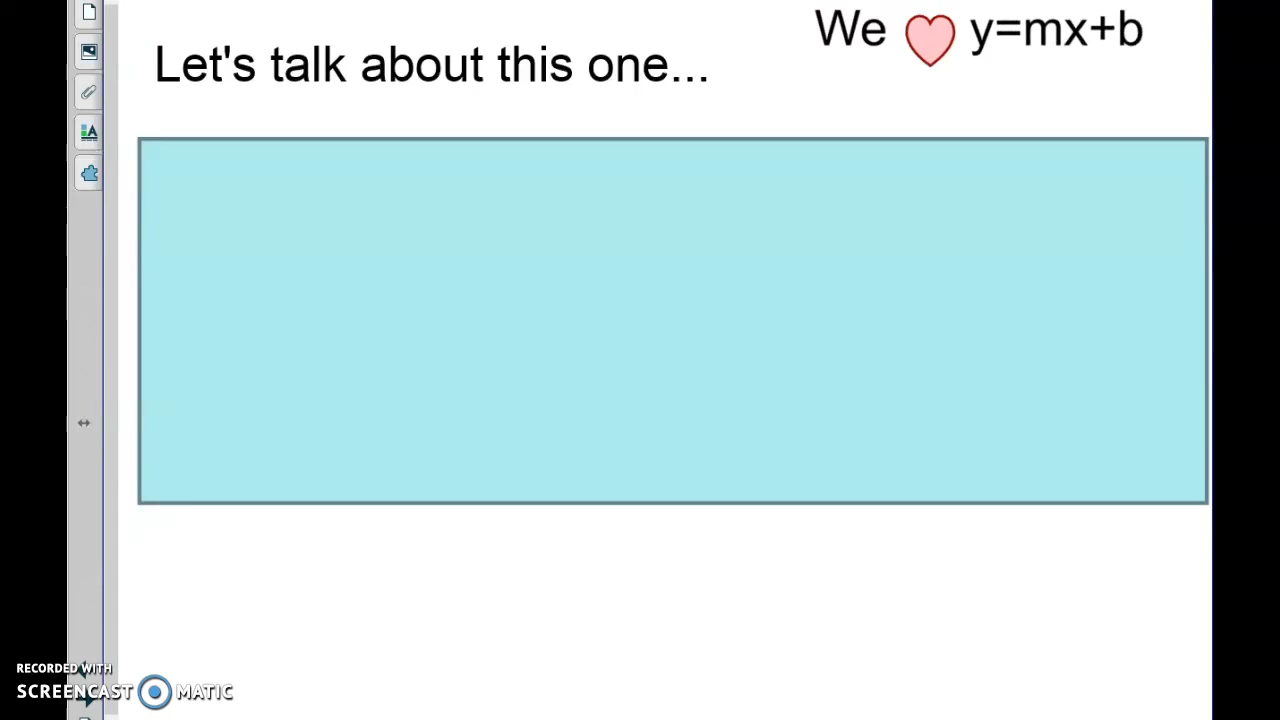 We y=mx+b
Let's talk about this one...
RECORDED WITH
SCREENCAST MATIC